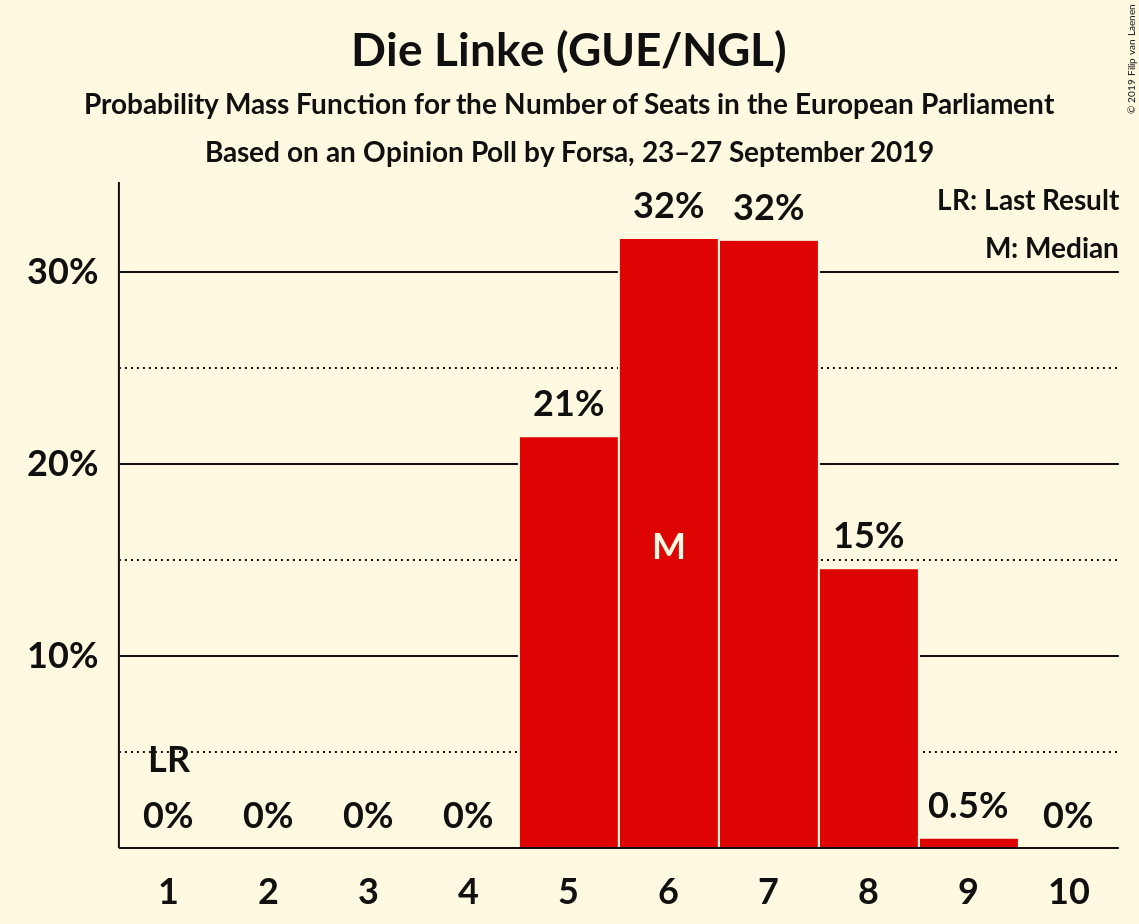 Die Linke (GUE/NGL)
Probability Mass Function for the Number of Seats in the European Parliament
Based on an Opinion Poll by Forsa, 23–27 September 2019
© 2019 Filip van Laenen
LR: Last Result
M: Median
32% 32%
30%
21%
20%
15%
M
10%
LR
0% 0% 0% 0% 0.5% 0%
1 2 3 4 5 6 7 8 9 10